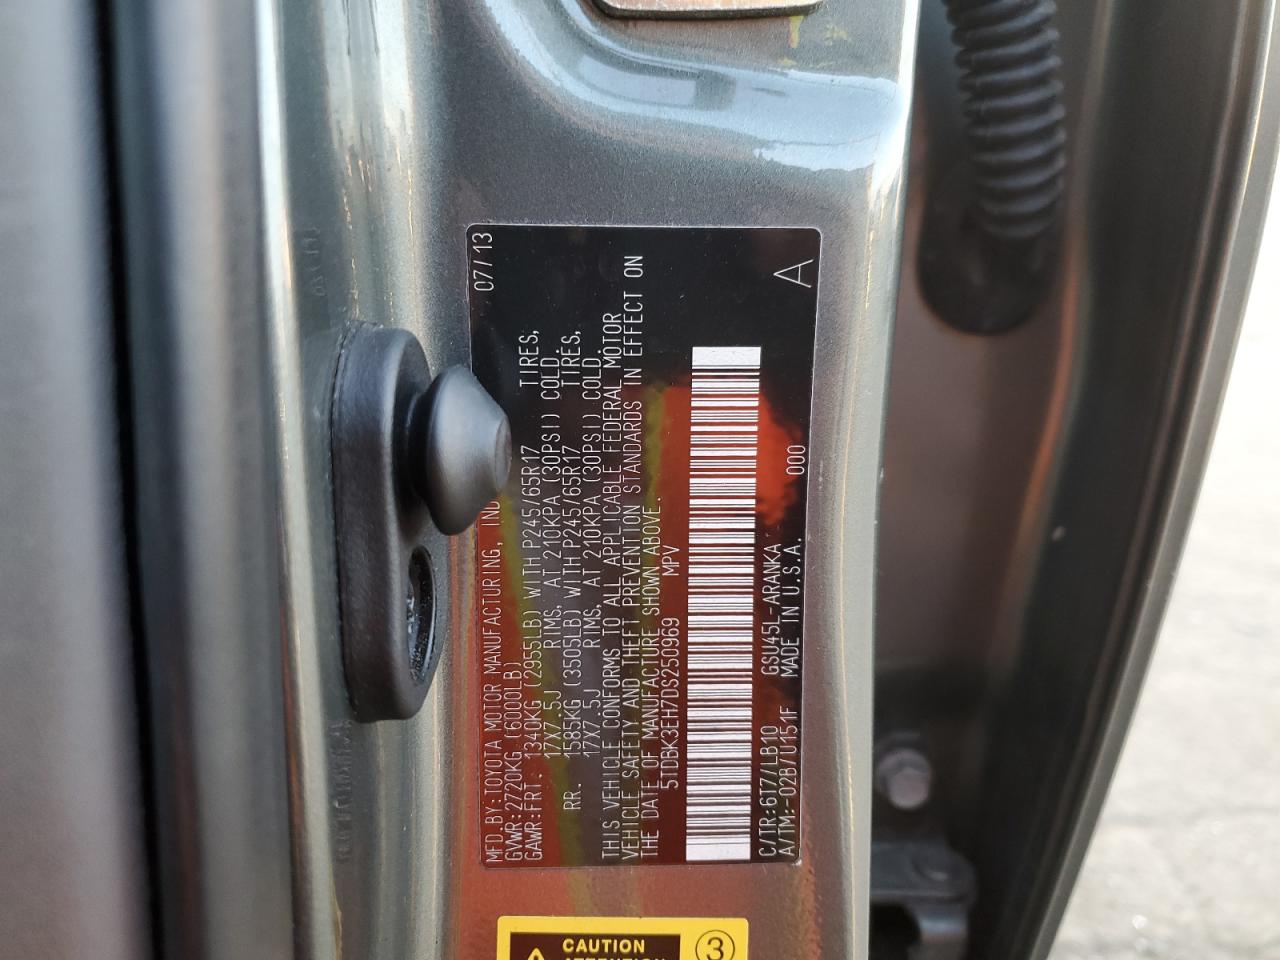 MFD.BY:TOYOTA MOTOR MANUFACTURING, IND 07/13
GVWR:2720KG (6000LB)
GAWR:FRT. 1340KG (2955LB) WITH P245/65R17 TIRES,
17X7.5J RIMS, AT 210KPA (30PSI) COLD.
RR. 1585KG (3505LB) WITH P245/65R17 TIRES,
17X7.5J RIMS, AT 210KPA (30PSI) COLD.
THIS VEHICLE CONFORMS TO ALL APPLICABLE FEDERAL MOTOR
VEHICLE SAFETY AND THEFT PREVENTION STANDARDS IN EFFECT ON
THE DATE OF MANUFACTURE SHOWN ABOVE.
5TDBK3EH7DS250969 MPV
C/TR:6T7/LB10 GSU45L-ARANKA A
A/TM:-02B/U151F MADE IN U.S.A. 000
CAUTION 3